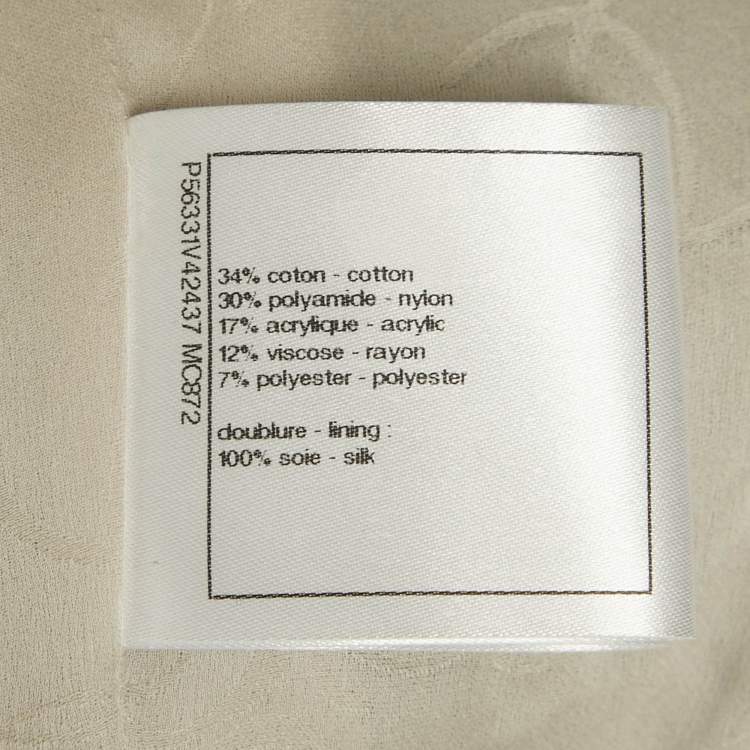 P56331V42437 MC872
34% coton - cotton
30% polyamide - nylon
17% acrylique - acrylic
12% viscose - rayon
7% polyester - polyester
doublure - lining :
100% soie - silk